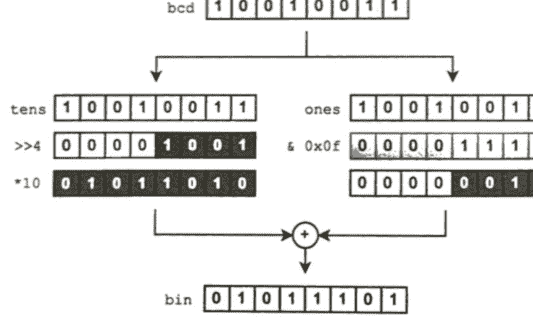 bcd 1 0 0 1 0 0 1 1
tens 1 0 0 1 0 0 1 1
ones 1 0 0 1 0 0 1
>>4 0 0 0 0 1 0 0 1
& 0x0f 0 0 0 0 1 1 1
*10 0 1 0 1 1 0 1 0
0 0 0 0 0 0 1
+
bin 0 1 0 1 1 1 0 1